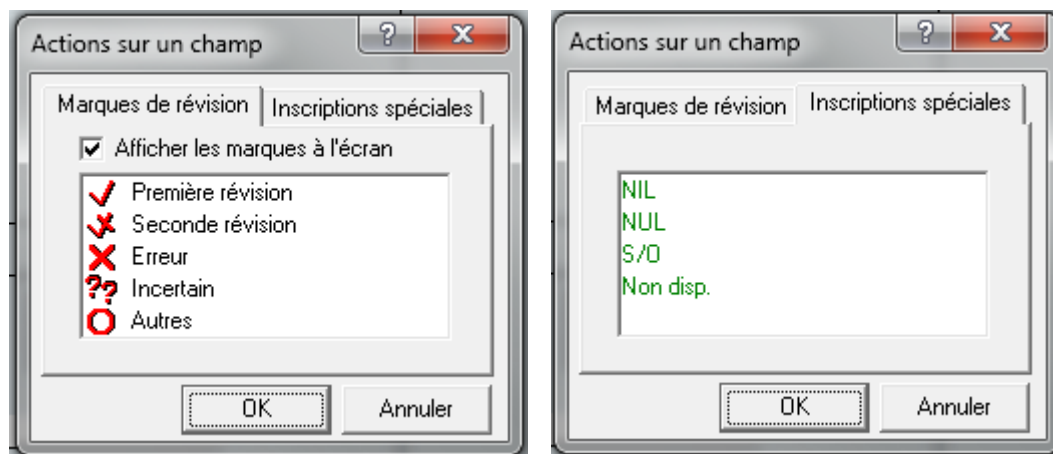 Actions sur un champ
Marques de révision
Inscriptions spéciales
Afficher les marques à l'écran
Première révision
Seconde révision
Erreur
Incertain
Autres
OK
Annuler
Actions sur un champ
Marques de révision
Inscriptions spéciales
NIL
NUL
S/O
Non disp.
OK
Annuler